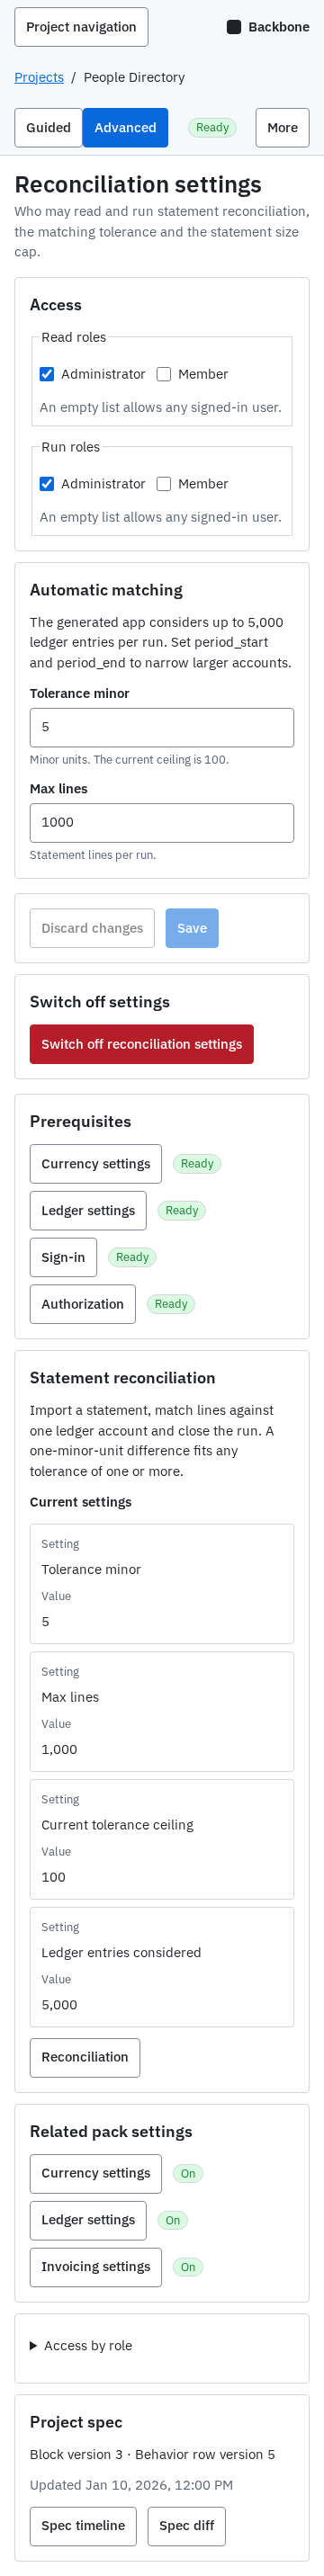 Project navigation
Backbone
Projects / People Directory
Guided
Advanced
Ready
More
Reconciliation settings
Who may read and run statement reconciliation,
the matching tolerance and the statement size
cap.
Access
Read roles
Administrator
Member
An empty list allows any signed-in user.
Run roles
Administrator
Member
An empty list allows any signed-in user.
Automatic matching
The generated app considers up to 5,000
ledger entries per run. Set period_start
and period_end to narrow larger accounts.
Tolerance minor
5
Minor units. The current ceiling is 100.
Max lines
1000
Statement lines per run.
Discard changes
Save
Switch off settings
Switch off reconciliation settings
Prerequisites
Currency settings
Ready
Ledger settings
Ready
Sign-in
Ready
Authorization
Ready
Statement reconciliation
Import a statement, match lines against
one ledger account and close the run. A
one-minor-unit difference fits any
tolerance of one or more.
Current settings
Setting
Tolerance minor
Value
5
Setting
Max lines
Value
1,000
Setting
Current tolerance ceiling
Value
100
Setting
Ledger entries considered
Value
5,000
Reconciliation
Related pack settings
Currency settings
On
Ledger settings
On
Invoicing settings
On
Access by role
Project spec
Block version 3 · Behavior row version 5
Updated Jan 10, 2026, 12:00 PM
Spec timeline
Spec diff